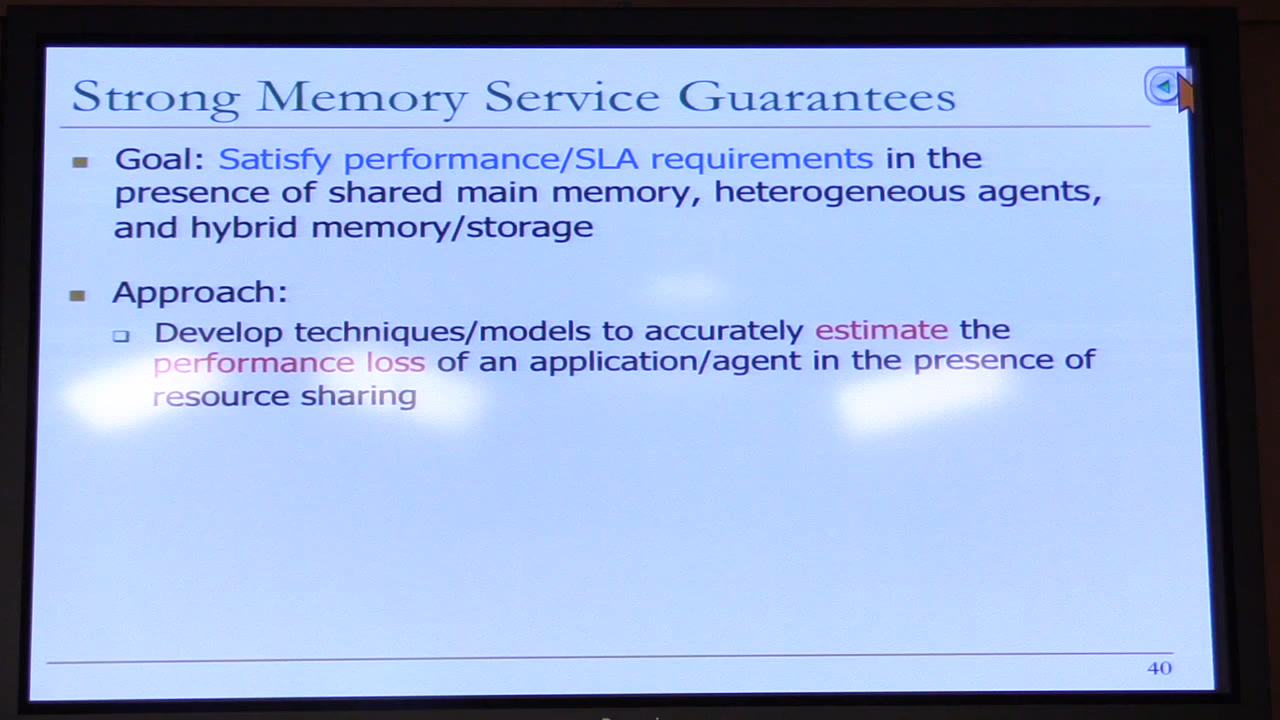 Strong Memory Service Guarantees
Goal: Satisfy performance/SLA requirements in the
presence of shared main memory, heterogeneous agents,
and hybrid memory/storage
Approach:
Develop techniques/models to accurately estimate the
performance loss of an application/agent in the presence of
resource sharing
40